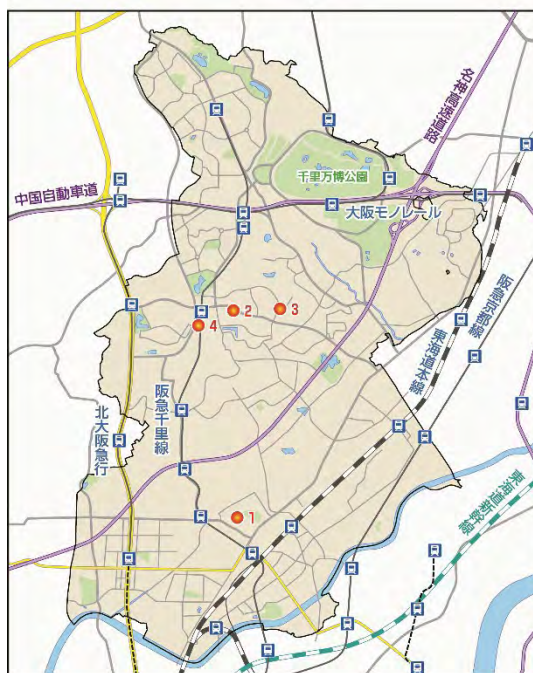 名神高速道路
千里万博公園
中国自動車道
大阪モノレール
阪急京都線
東海道本線
2
3
4
阪急千里線
北大阪急行
東海道新幹線
1